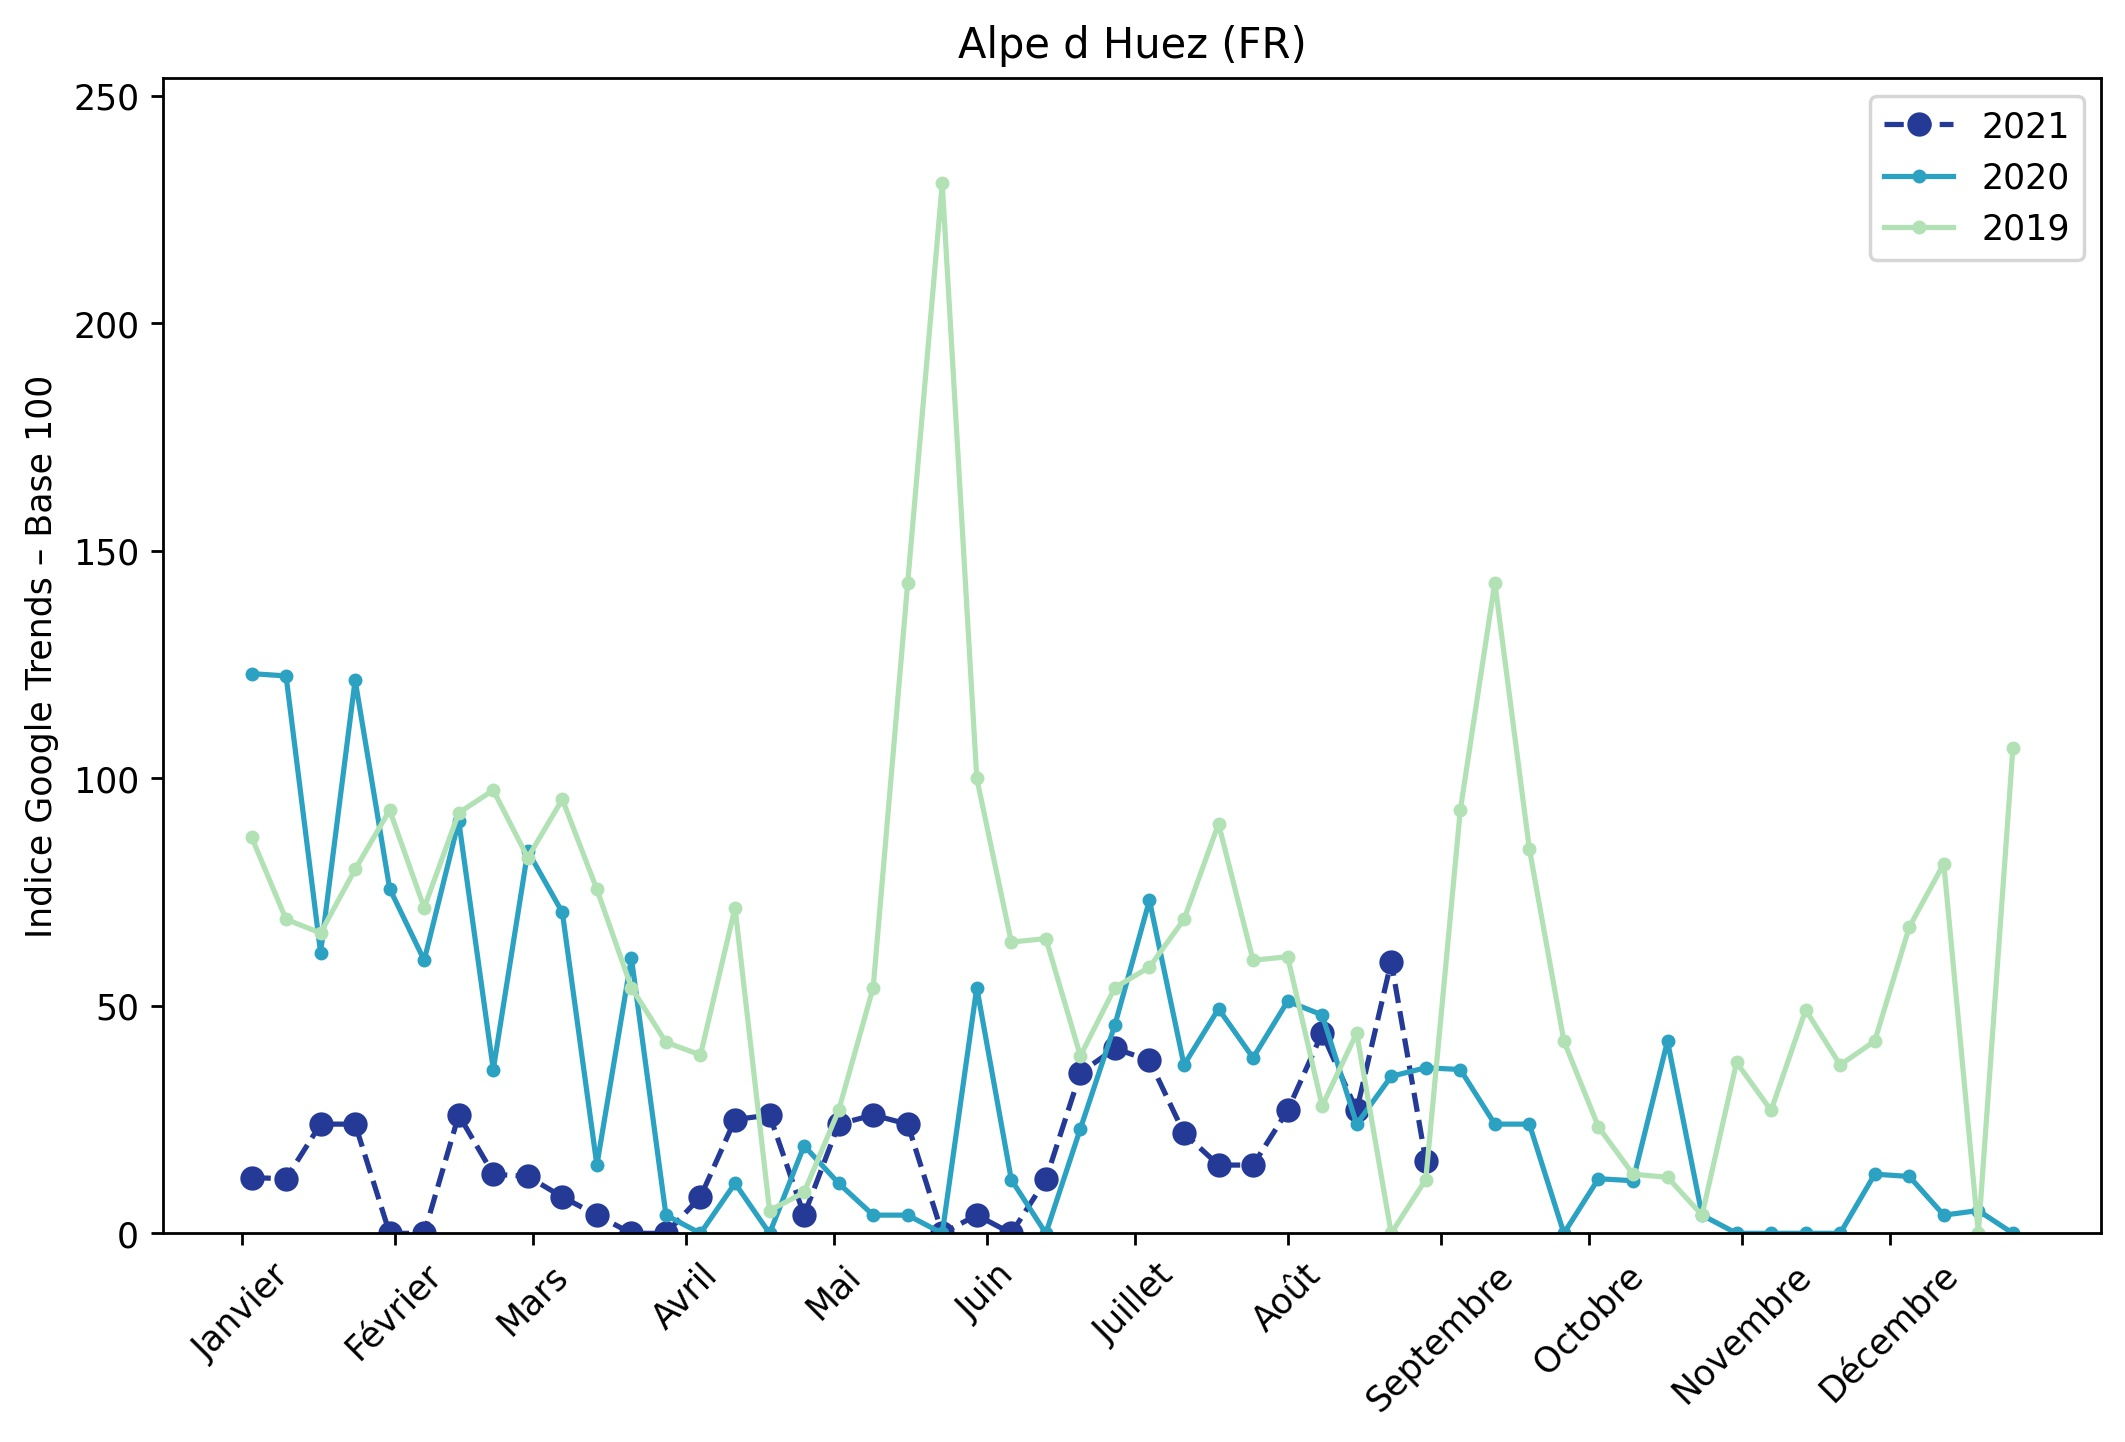 Alpe d Huez (FR)
Indice Google Trends – Base 100
250
200
150
100
50
0
2021
2020
2019
Janvier
Février
Mars
Avril
Mai
Juin
Juillet
Août
Septembre
Octobre
Novembre
Décembre